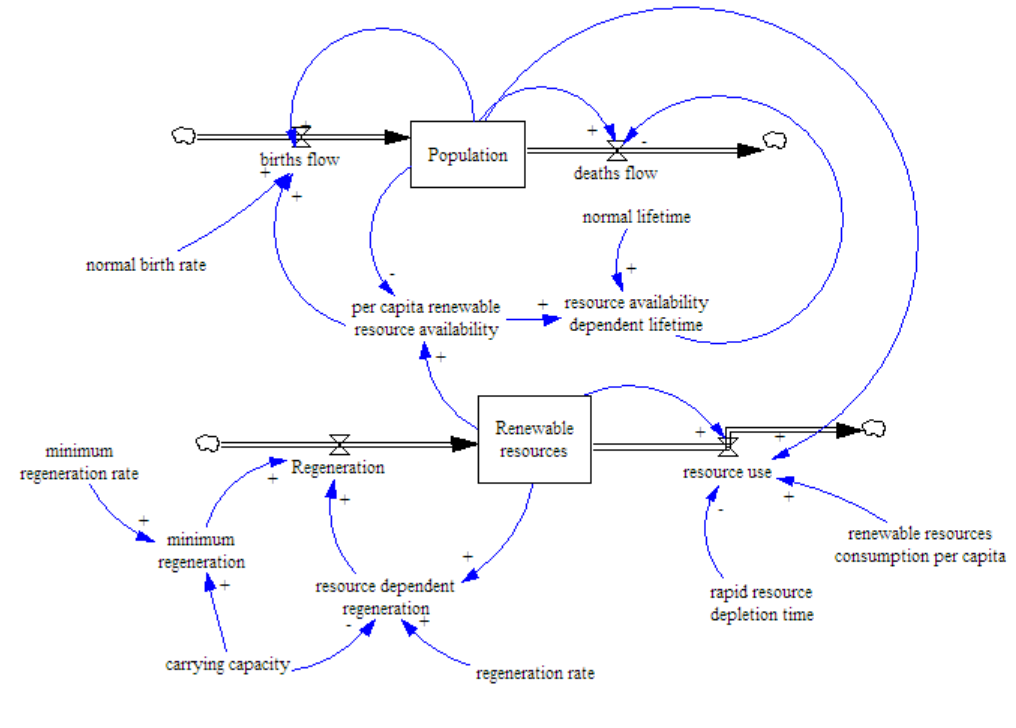 +
+
births flow
+
+
Population
-
deaths flow
normal birth rate
normal lifetime
-
+
per capita renewable
resource availability
+
resource availability
dependent lifetime
+
Renewable
resources
+
+
resource use
minimum
regeneration rate
Regeneration
+
+
+
minimum
regeneration
+
+
resource dependent
regeneration
-
+
-
+
renewable resources
consumption per capita
rapid resource
depletion time
carrying capacity
regeneration rate